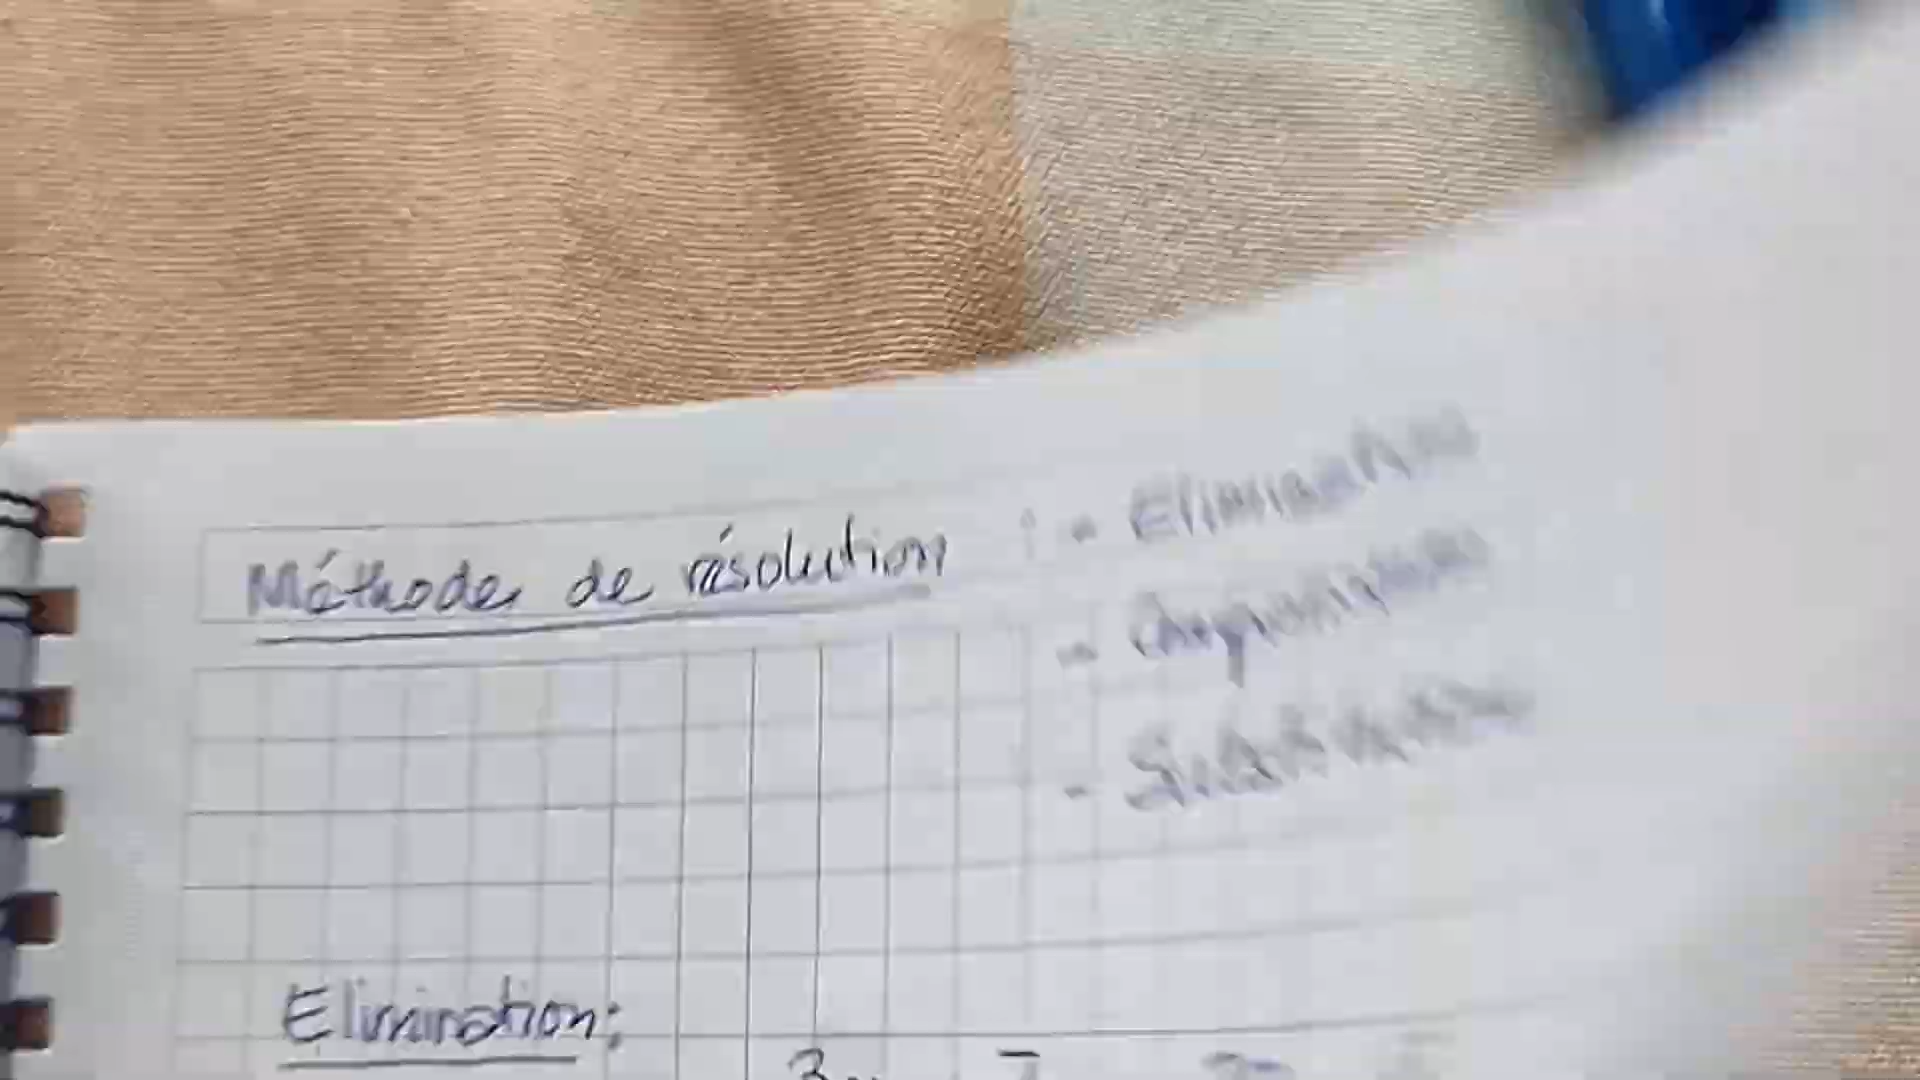 Méthode de résolution : - Elimination
- Comparaison
- Substitution
Elimination: